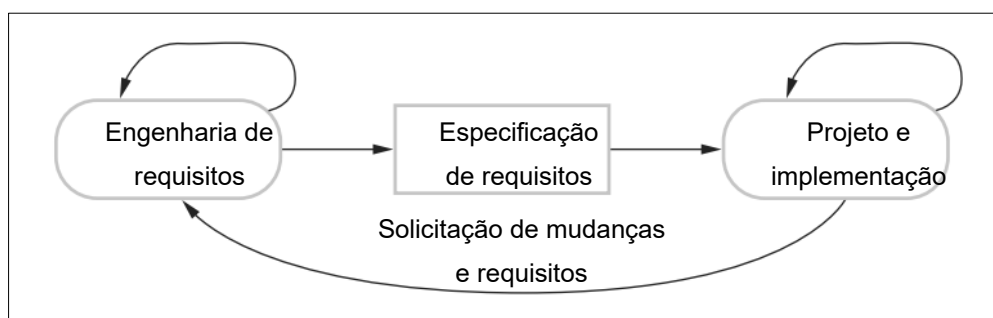 Engenharia de
requisitos
Especificação
de requisitos
Projeto e
implementação
Solicitação de mudanças
e requisitos